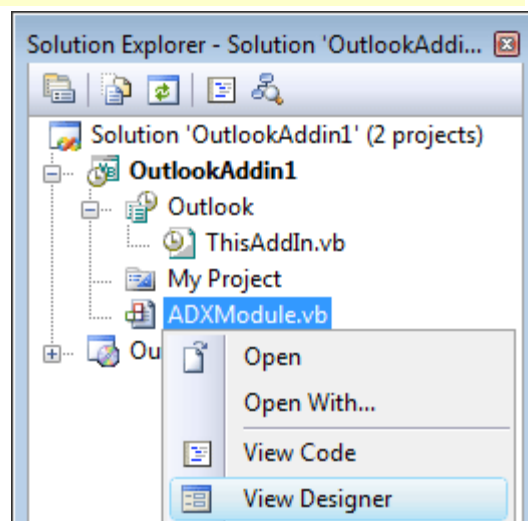 Solution Explorer - Solution 'OutlookAddi...
Solution 'OutlookAddin1' (2 projects)
OutlookAddin1
Outlook
ThisAddIn.vb
My Project
ADXModule.vb
Ou
Open
Open With...
View Code
View Designer